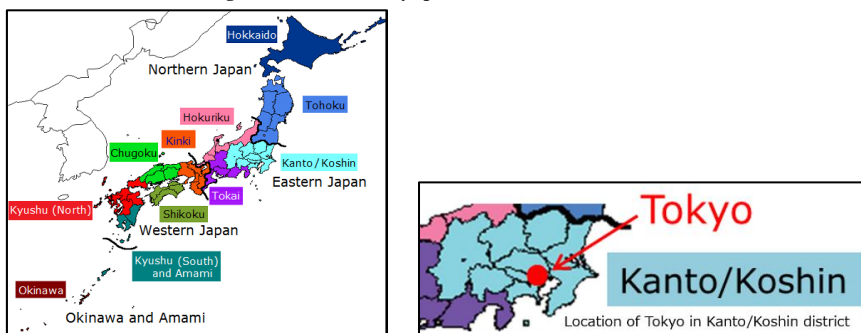 Hokkaido
Northern Japan
Tohoku
Hokuriku
Kinki
Chugoku
Kanto/Koshin
Eastern Japan
Tokai
Kyushu (North)
Shikoku
Western Japan
Kyushu (South)
and Amami
Okinawa
Okinawa and Amami
Tokyo
Kanto/Koshin
Location of Tokyo in Kanto/Koshin district